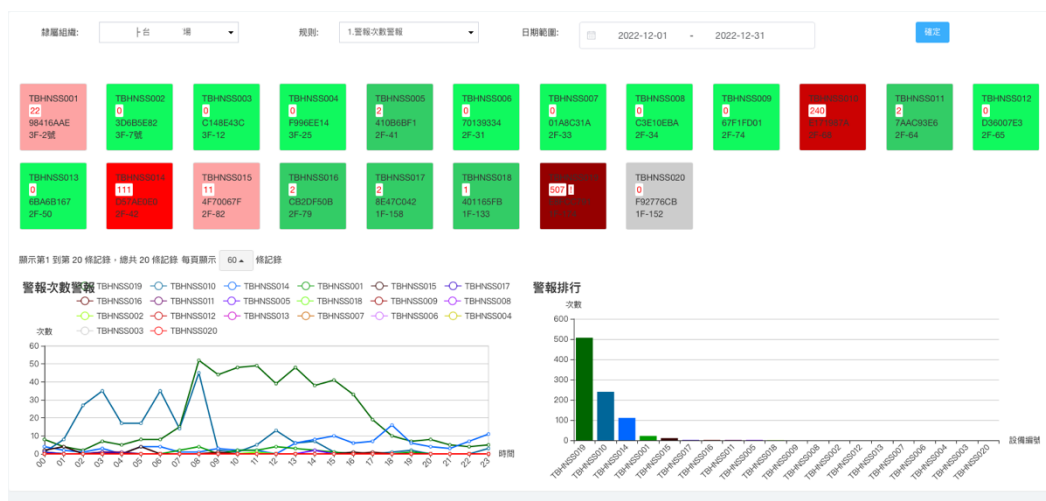 隸屬組織: ├台 場 规则: 1.警報次數警報 日期範圍: 2022-12-01 - 2022-12-31 確定
TBHNSS001
22
98416AAE
3F-2號
TBHNSS002
0
3D6B5E82
3F-7號
TBHNSS003
0
C148E43C
3F-12
TBHNSS004
0
F996EE14
3F-25
TBHNSS005
2
410B6BF1
2F-41
TBHNSS006
0
70139334
2F-31
TBHNSS007
0
01A8C31A
2F-33
TBHNSS008
0
C3E10EBA
2F-34
TBHNSS009
0
67F1FD01
2F-74
TBHNSS010
240
TBHNSS011
2
7AAC93E6
2F-64
TBHNSS012
0
D36007E3
2F-65
TBHNSS013
0
6BA6B167
2F-50
TBHNSS014
111
D57AE0E0
2F-42
TBHNSS015
11
4F70067F
2F-82
TBHNSS016
2
CB2DF50B
2F-79
TBHNSS017
2
8E47C042
1F-158
TBHNSS018
1
401165FB
1F-133
507 1
TBHNSS020
0
F92776CB
1F-152
顯示第1 到第 20 條記錄，總共 20 條記錄 每頁顯示 60 條記錄
警報次數警報 TBHNSS019 TBHNSS010 TBHNSS014 TBHNSS001 TBHNSS015 TBHNSS017
TBHNSS016 TBHNSS011 TBHNSS005 TBHNSS018 TBHNSS009 TBHNSS008
TBHNSS002 TBHNSS012 TBHNSS013 TBHNSS007 TBHNSS006 TBHNSS004
TBHNSS003 TBHNSS020
次數
60
50
40
30
20
10
0
00 01 02 03 04 05 06 07 08 09 10 11 12 13 14 15 16 17 18 19 20 21 22 23 時間
警報排行
次數
600
500
400
300
200
100
0
TBHNSS019 TBHNSS010 TBHNSS014 TBHNSS001 TBHNSS015 TBHNSS017 TBHNSS016 TBHNSS011 TBHNSS005 TBHNSS018 TBHNSS009 TBHNSS008 TBHNSS002 TBHNSS012 TBHNSS013 TBHNSS007 TBHNSS006 TBHNSS004 TBHNSS003 TBHNSS020 設備編號